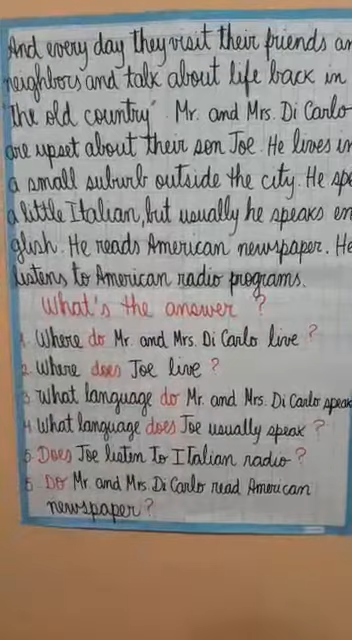 And every day they visit their friends an
neighbors and talk about life back in
"The old country". Mr. and Mrs. Di Carlo
are upset about their son Joe. He lives in
a small suburb outside the city. He spe
a little Italian, but usually he speaks en
glish. He reads American newspaper. He
listens to American radio programs.
What's the answer ?
1. Where do Mr. and Mrs. Di Carlo live ?
2. Where does Joe live ?
3 What language do Mr. and Mrs. Di Carlo speak
4 What language does Joe usually speak ?
5. Does Joe listen to Italian radio ?
6 Do Mr. and Mrs. Di Carlo read American
newspaper ?